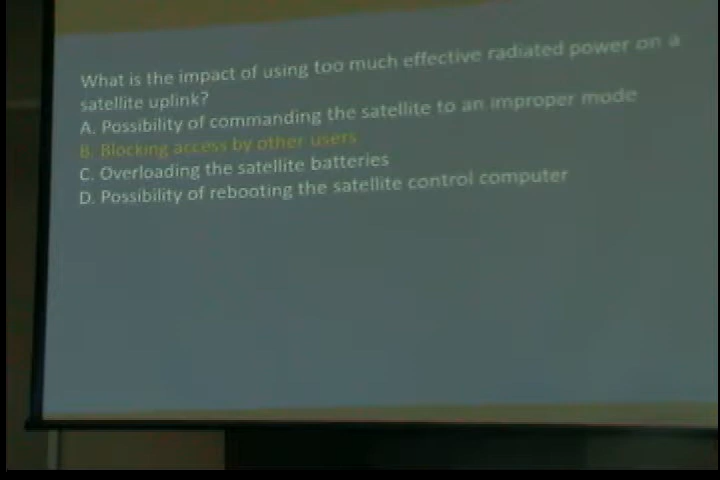 What is the impact of using too much effective radiated power on a
satellite uplink?
A. Possibility of commanding the satellite to an improper mode
B. Blocking access by other users
C. Overloading the satellite batteries
D. Possibility of rebooting the satellite control computer